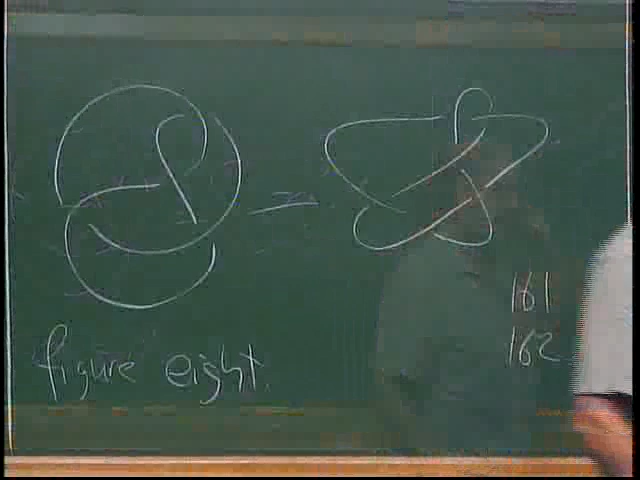 =
161
162
figure eight.